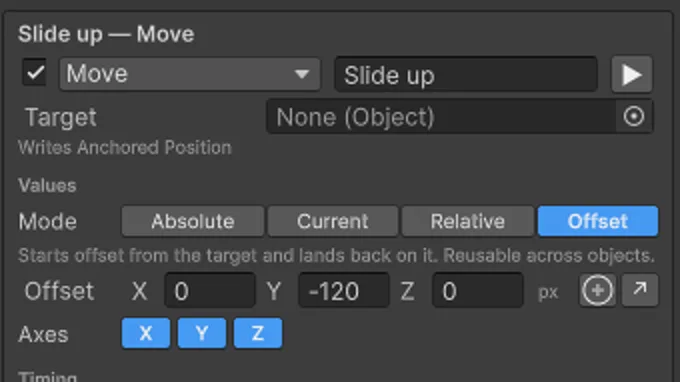 Slide up — Move
Move Slide up
Target None (Object)
Writes Anchored Position
Values
Mode Absolute Current Relative Offset
Starts offset from the target and lands back on it. Reusable across objects.
Offset X 0 Y -120 Z 0 px
Axes X Y Z
Timing